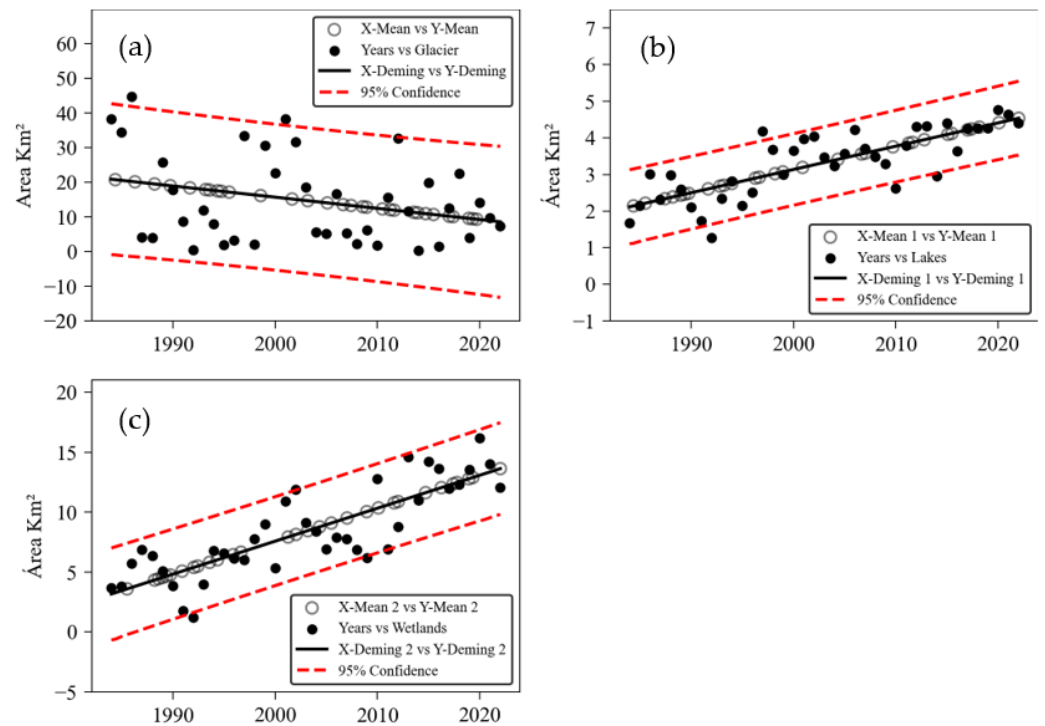 (a)
X-Mean vs Y-Mean
Years vs Glacier
X-Deming vs Y-Deming
95% Confidence
Área Km²
60
50
40
30
20
10
0
−10
−20
1990
2000
2010
2020
(b)
Área Km²
7
6
5
4
3
2
1
0
−1
X-Mean 1 vs Y-Mean 1
Years vs Lakes
X-Deming 1 vs Y-Deming 1
95% Confidence
1990
2000
2010
2020
(c)
Área Km²
20
15
10
5
0
−5
X-Mean 2 vs Y-Mean 2
Years vs Wetlands
X-Deming 2 vs Y-Deming 2
95% Confidence
1990
2000
2010
2020